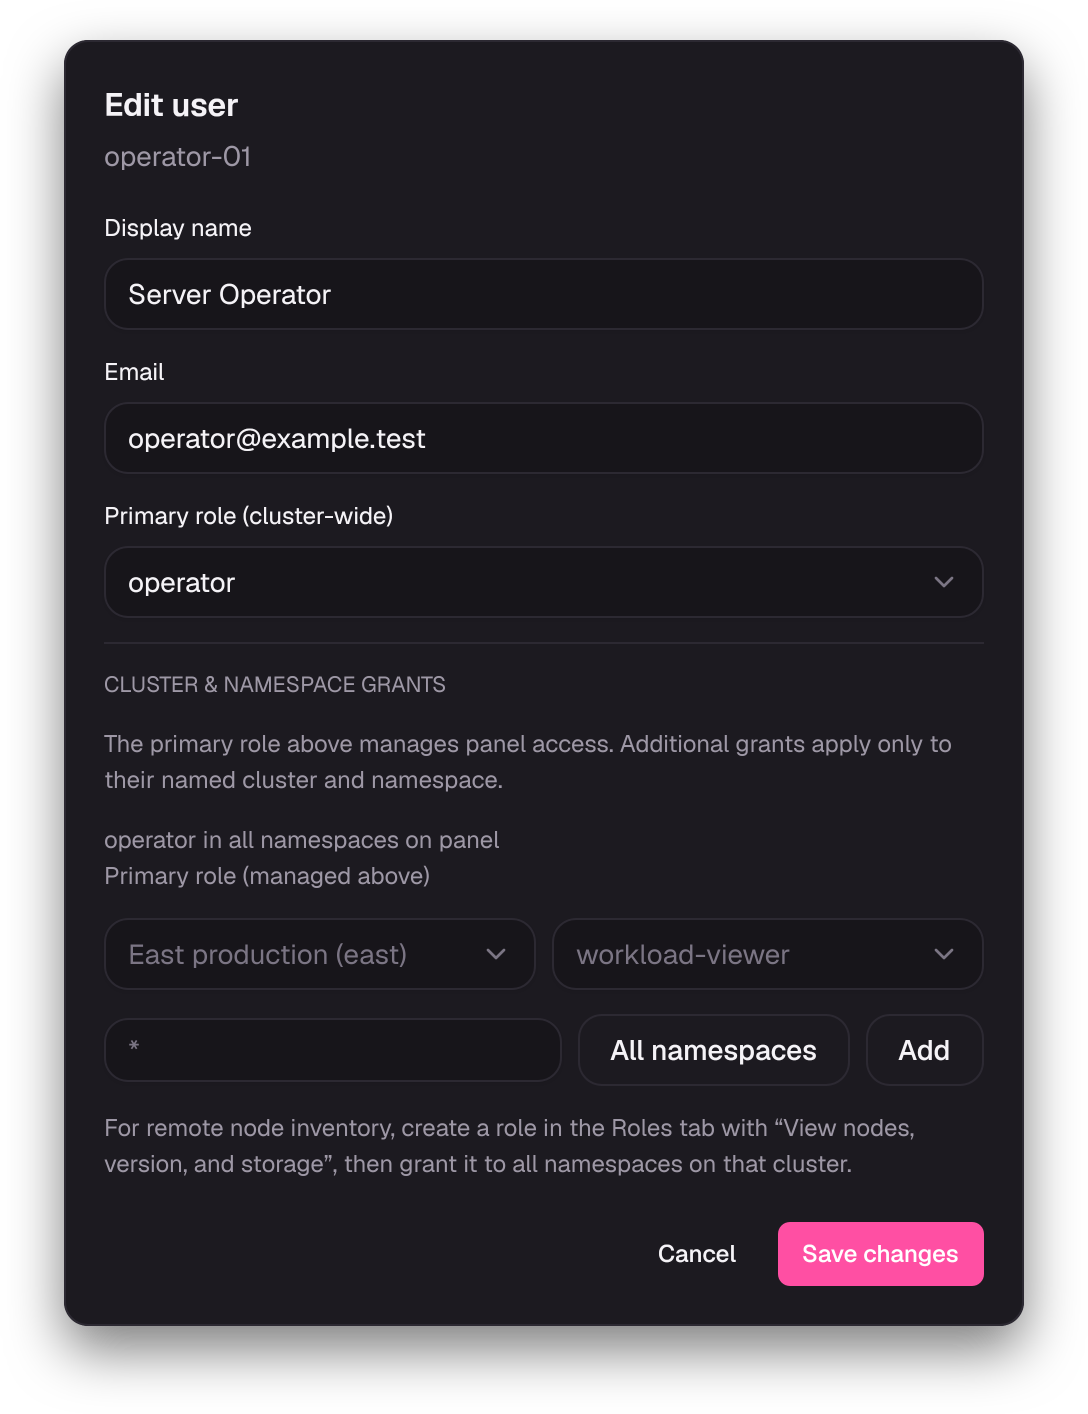 Edit user
operator-01
Display name
Server Operator
Email
operator@example.test
Primary role (cluster-wide)
operator
CLUSTER & NAMESPACE GRANTS
The primary role above manages panel access. Additional grants apply only to
their named cluster and namespace.
operator in all namespaces on panel
Primary role (managed above)
East production (east)
workload-viewer
*
All namespaces
Add
For remote node inventory, create a role in the Roles tab with “View nodes,
version, and storage”, then grant it to all namespaces on that cluster.
Cancel
Save changes